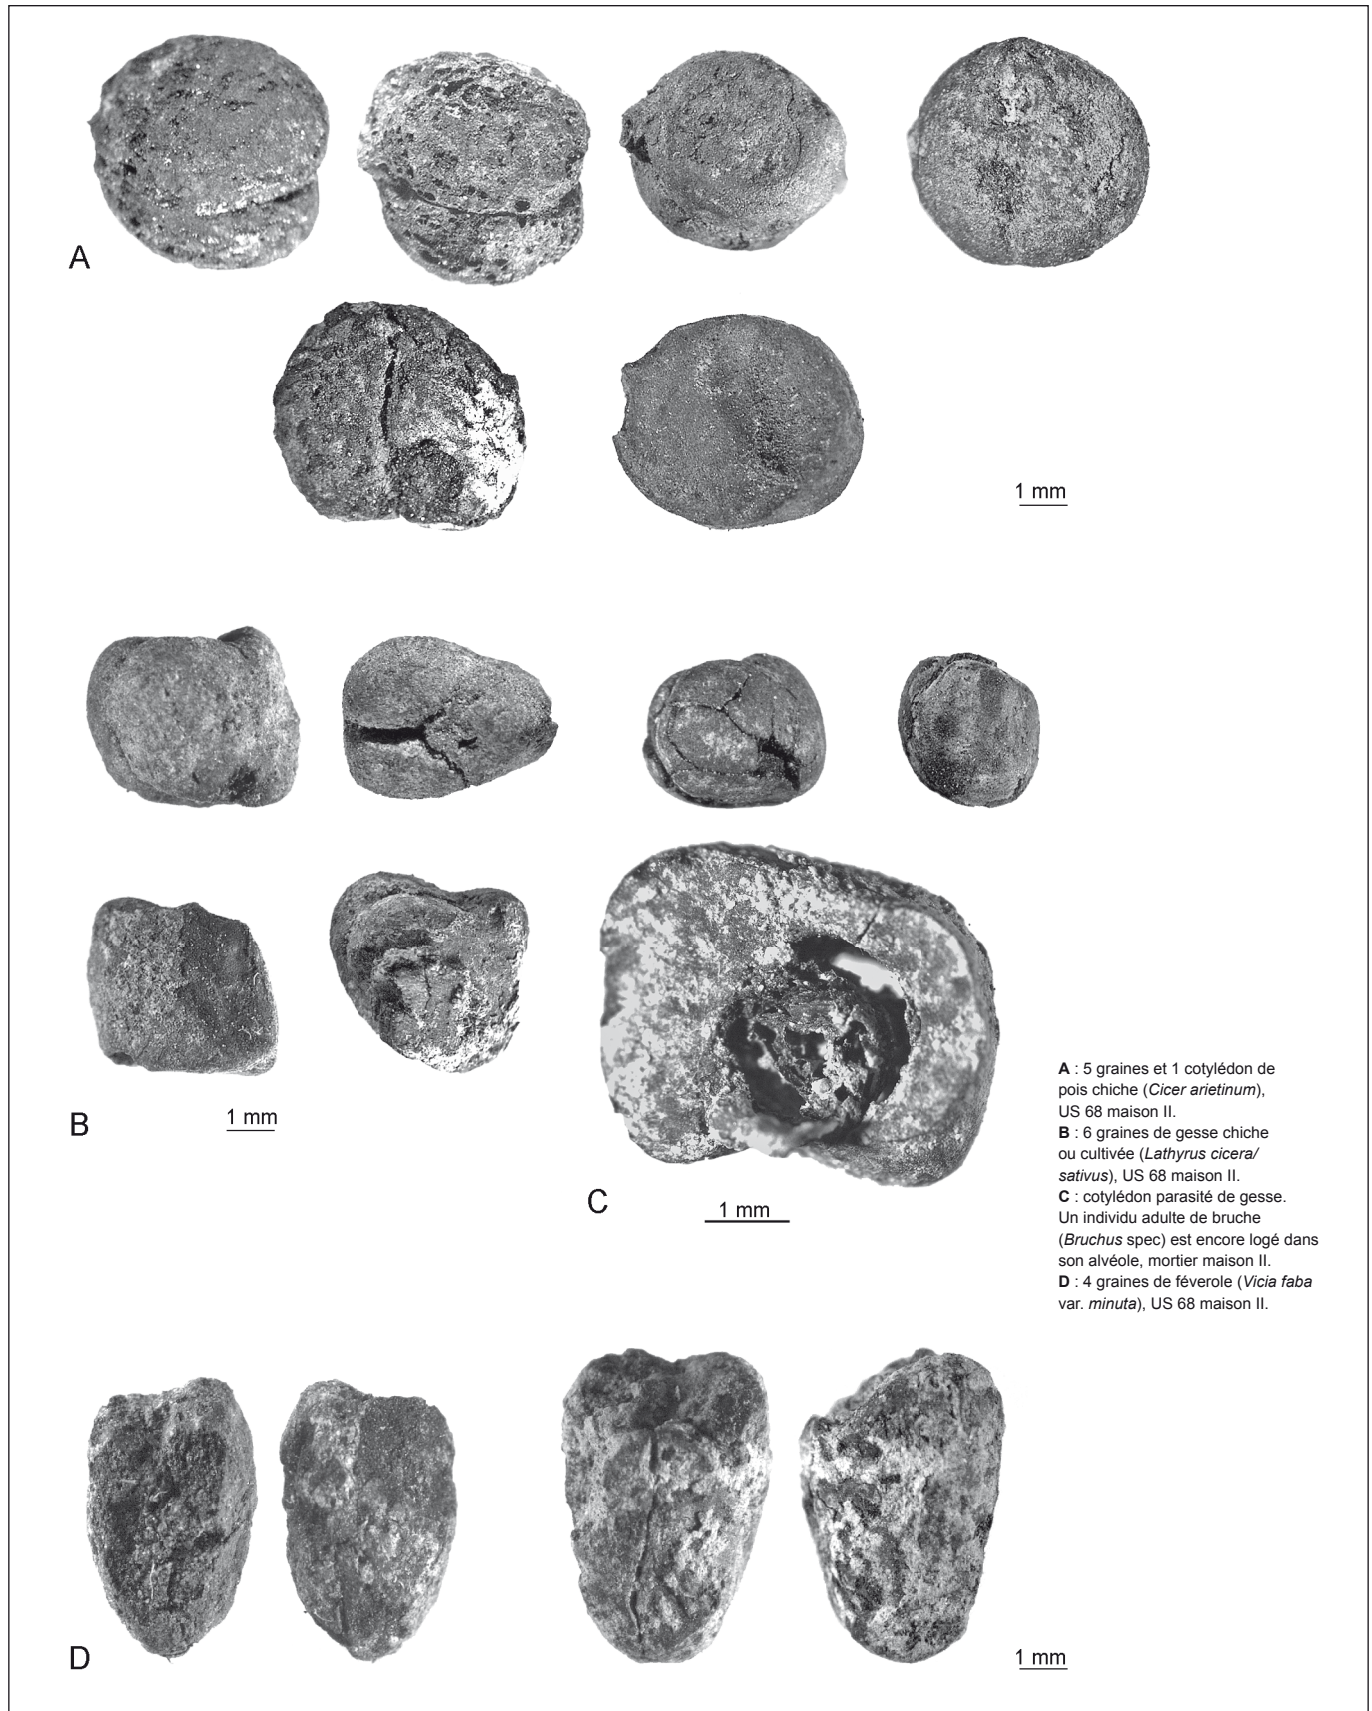 A
1 mm
B
1 mm
C
1 mm
A : 5 graines et 1 cotylédon de
pois chiche (Cicer arietinum),
US 68 maison II.
B : 6 graines de gesse chiche
ou cultivée (Lathyrus cicera/
sativus), US 68 maison II.
C : cotylédon parasité de gesse.
Un individu adulte de bruche
(Bruchus spec) est encore logé dans
son alvéole, mortier maison II.
D : 4 graines de féverole (Vicia faba
var. minuta), US 68 maison II.
D
1 mm